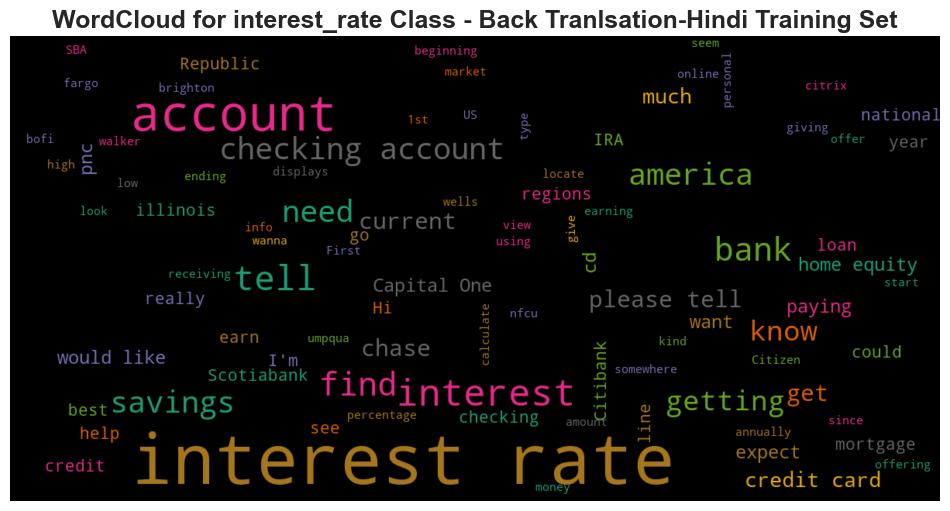 WordCloud for interest_rate Class - Back Tranlsation-Hindi Training Set
SBA
beginning
seem
Republic
market
personal
fargo
brighton
online
citrix
account
much
national
1st
US
type
giving
bofi
walker
checking account
IRA
offer
year
pnc
high
displays
locate
america
low
ending
regions
look
illinois
need
current
wells
earning
info
view
give
wanna
go
using
bank
loan
First
cd
home equity
receiving
tell
start
Capital One
please tell
really
Hi
nfcu
paying
want
know
earn
umpqua
calculate
kind
chase
could
would like
I'm
Citizen
Scotiabank
somewhere
Citibank
find
interest
getting
get
best
savings
percentage
checking
amount
line
since
help
see
annually
mortgage
interest rate
expect
credit
offering
credit card
money